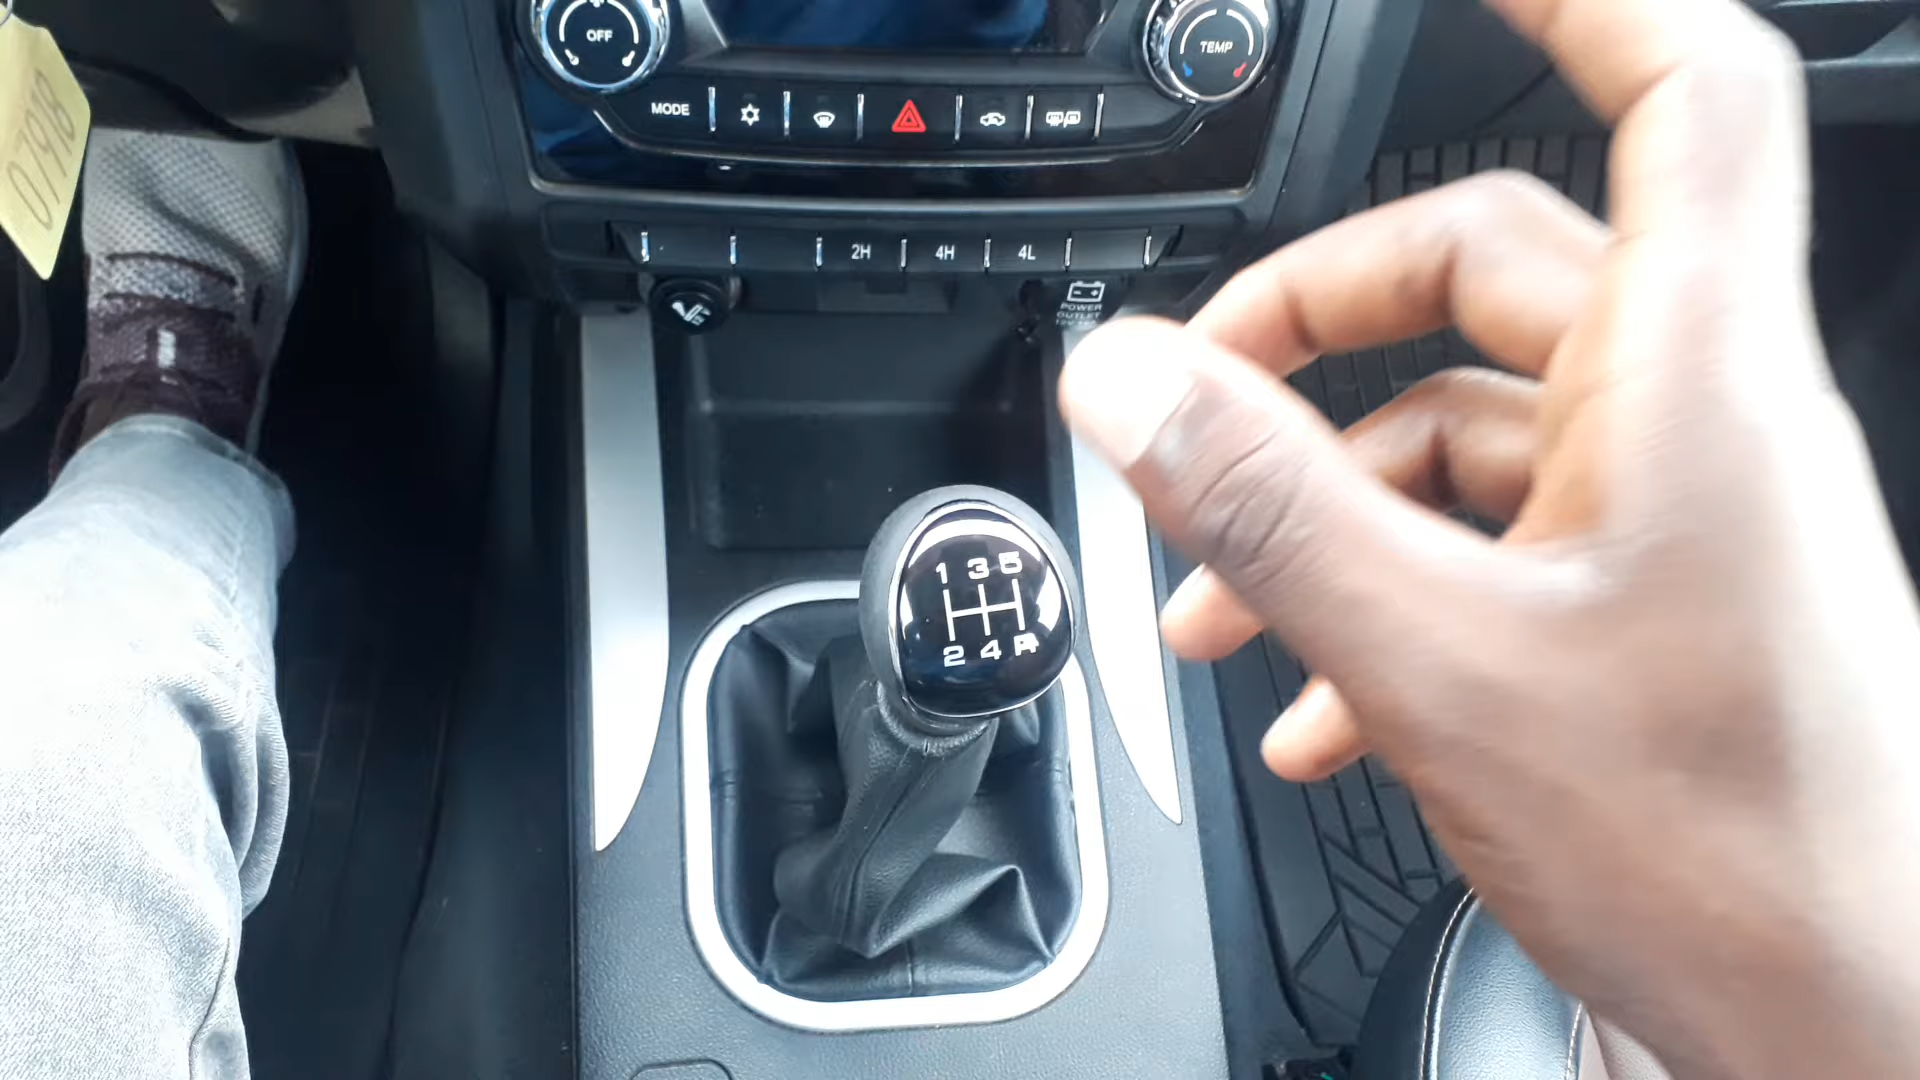 OFF
TEMP
MODE
07918
2H 4H 4L
POWER
OUTLET
1 3 5
2 4 R